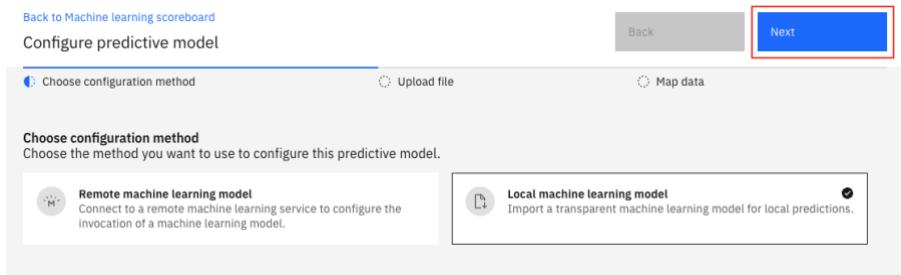 Back to Machine learning scoreboard
Configure predictive model
Back
Next
Choose configuration method
Upload file
Map data
Choose configuration method
Choose the method you want to use to configure this predictive model.
M
Remote machine learning model
Connect to a remote machine learning service to configure the
invocation of a machine learning model.
Local machine learning model
Import a transparent machine learning model for local predictions.